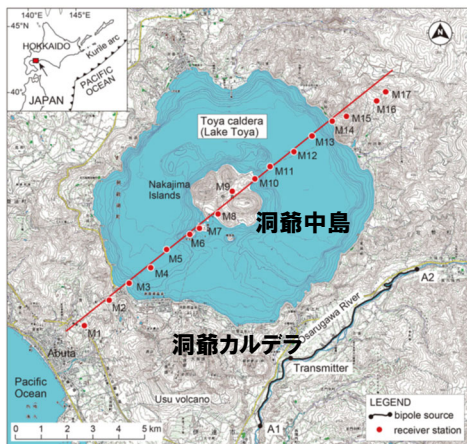 140°E
145°E
45°N
HOKKAIDO
Kurile arc
PACIFIC
OCEAN
40°
JAPAN
N
Toya caldera
(Lake Toya)
Nakajima
Islands
M17
M16
M15
M14
M13
M12
M11
M10
M9
M8
M7
M6
M5
M4
M3
M2
M1
洞爺中島
洞爺カルデラ
Abuta
Pacific
Ocean
Usu volcano
Osarugawa River
Transmitter
A2
A1
0 1 2 3 4 5 km
LEGEND
bipole source
receiver station